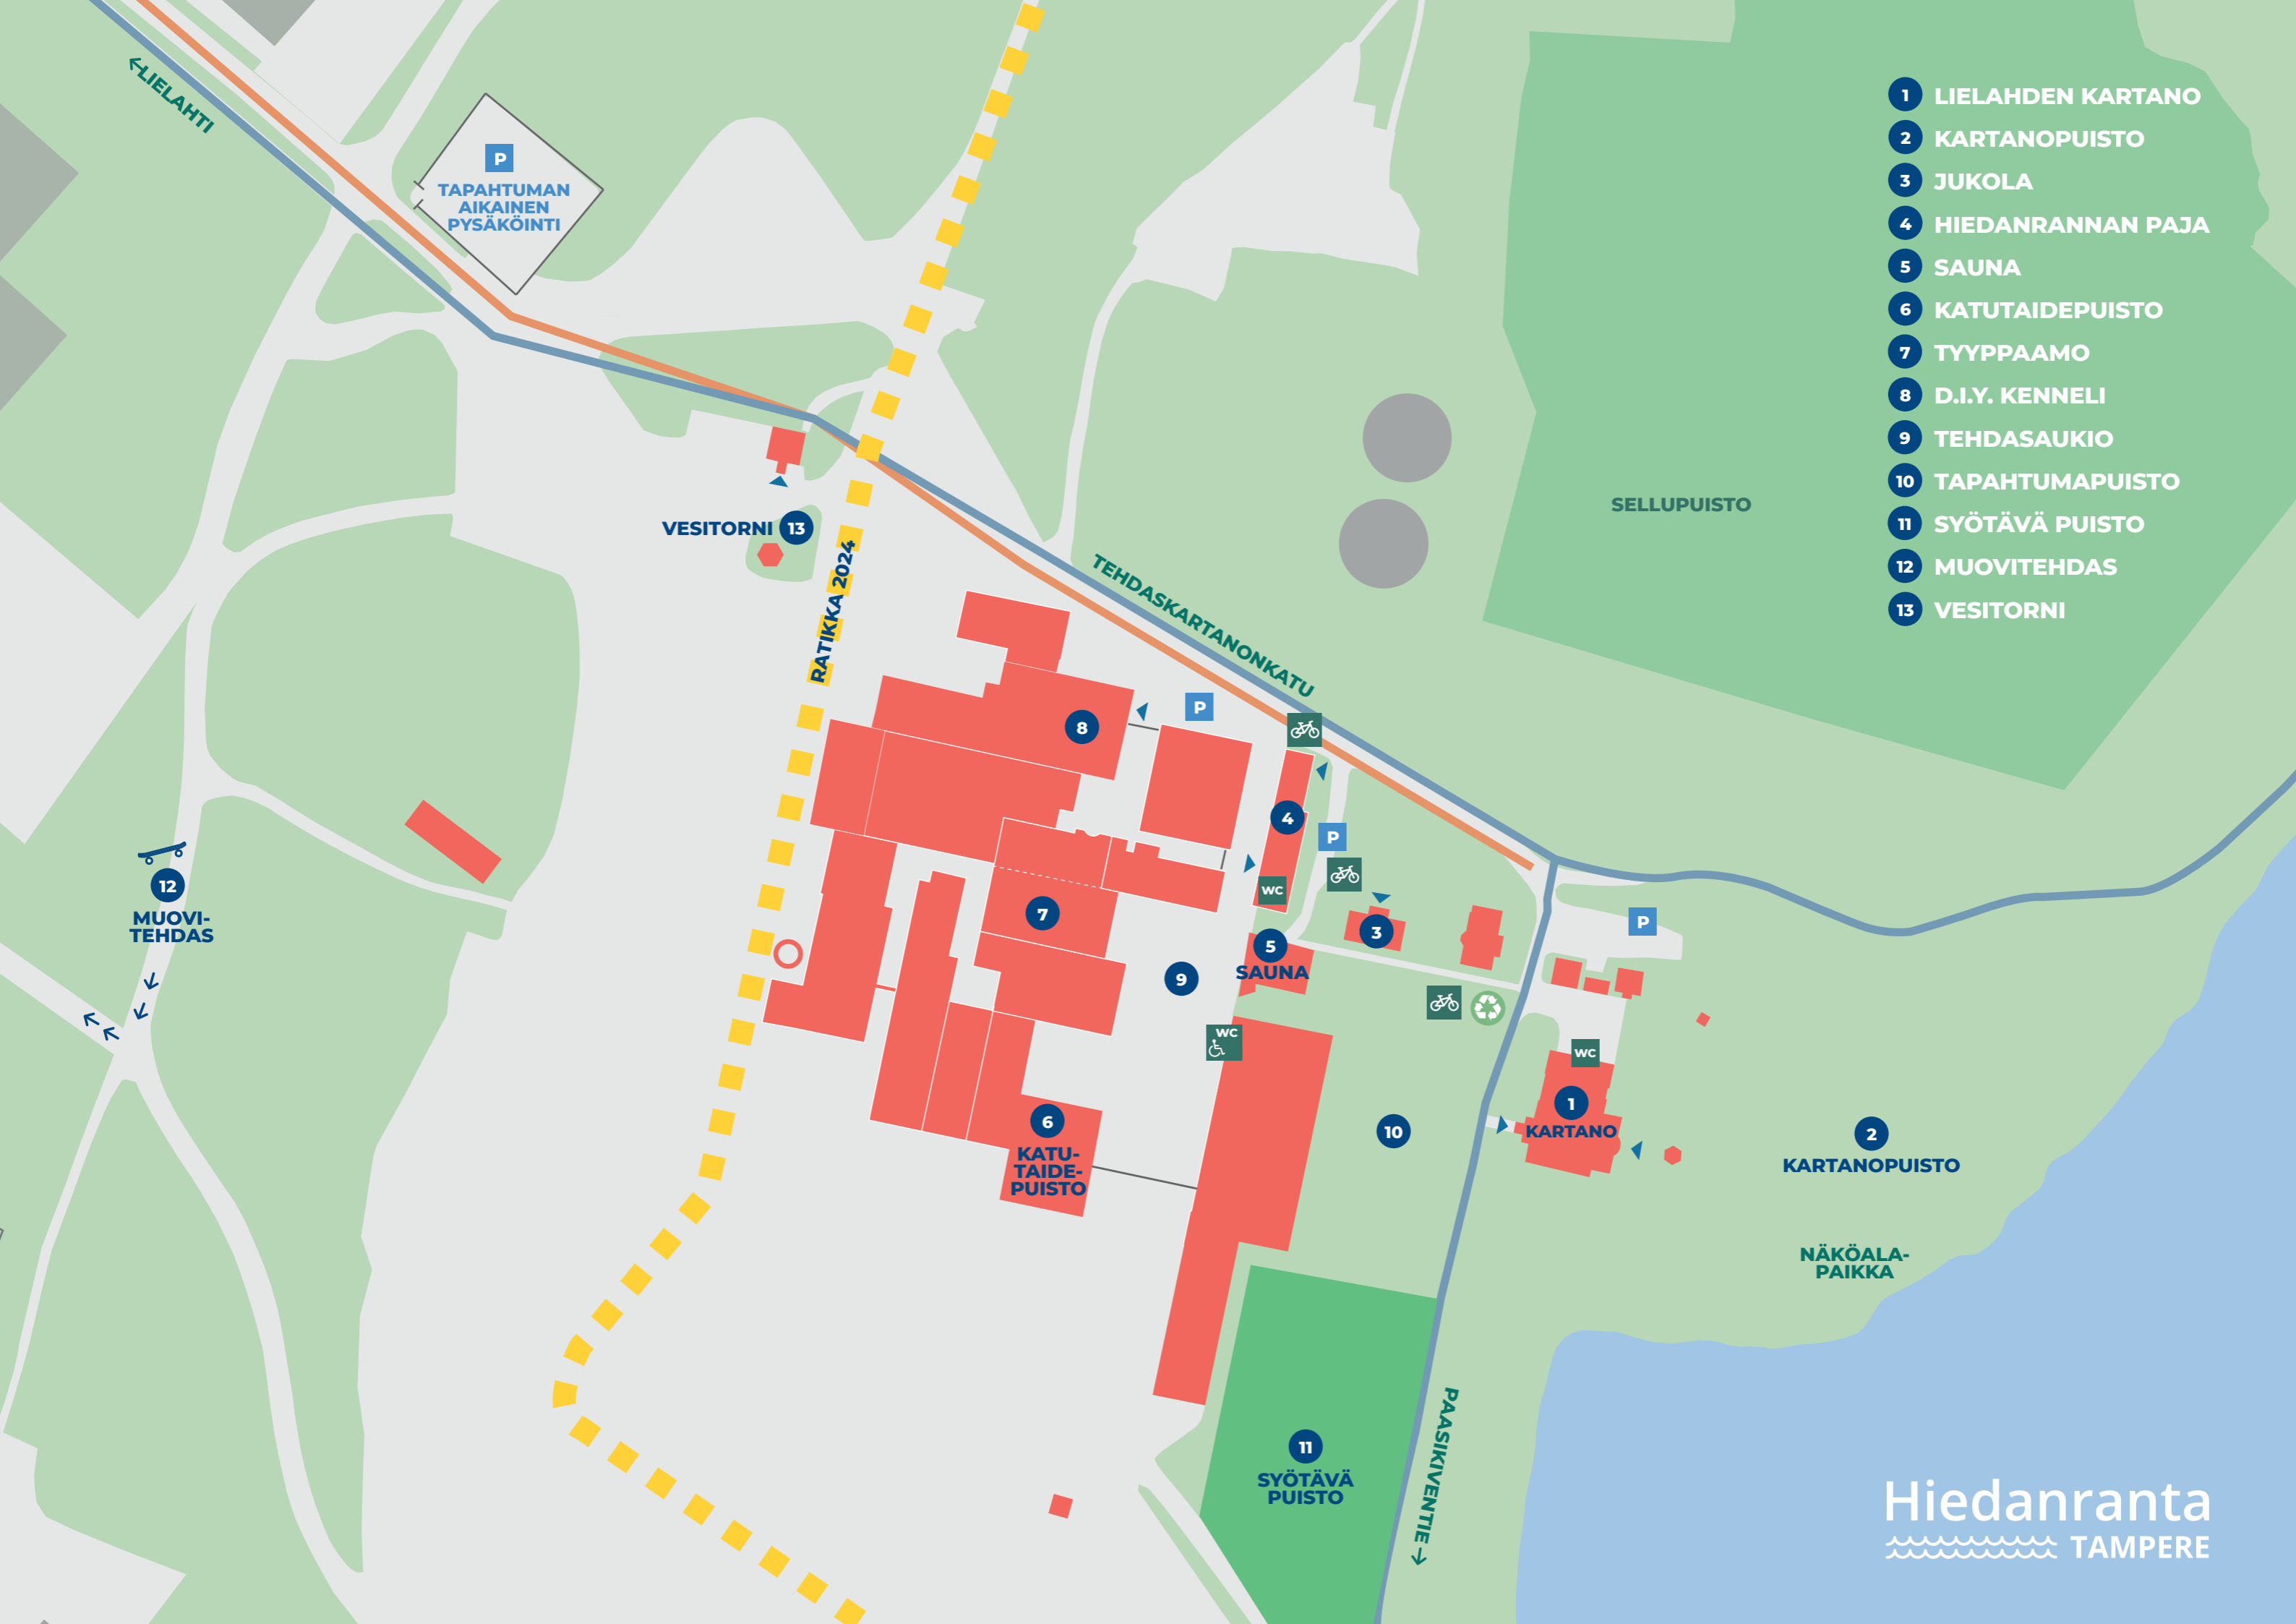 ←LIELAHTI
P
TAPAHTUMAN
AIKAINEN
PYSÄKÖINTI
1 LIELAHDEN KARTANO
2 KARTANOPUISTO
3 JUKOLA
4 HIEDANRANNAN PAJA
5 SAUNA
6 KATUTAIDEPUISTO
7 TYYPPAAMO
8 D.I.Y. KENNELI
9 TEHDASAUKIO
10 TAPAHTUMAPUISTO
11 SYÖTÄVÄ PUISTO
12 MUOVITEHDAS
13 VESITORNI
SELLUPUISTO
VESITORNI 13
RATIKKA 2024
TEHDASKARTANONKATU
8
P
4
P
WC
7
3
P
5
SAUNA
9
12
MUOVI-
TEHDAS
WC
WC
1
KARTANO
10
2
KARTANOPUISTO
6
KATU-
TAIDE-
PUISTO
NÄKÖALA-
PAIKKA
11
SYÖTÄVÄ
PUISTO
PAASIKIVENTIE→
Hiedanranta
TAMPERE